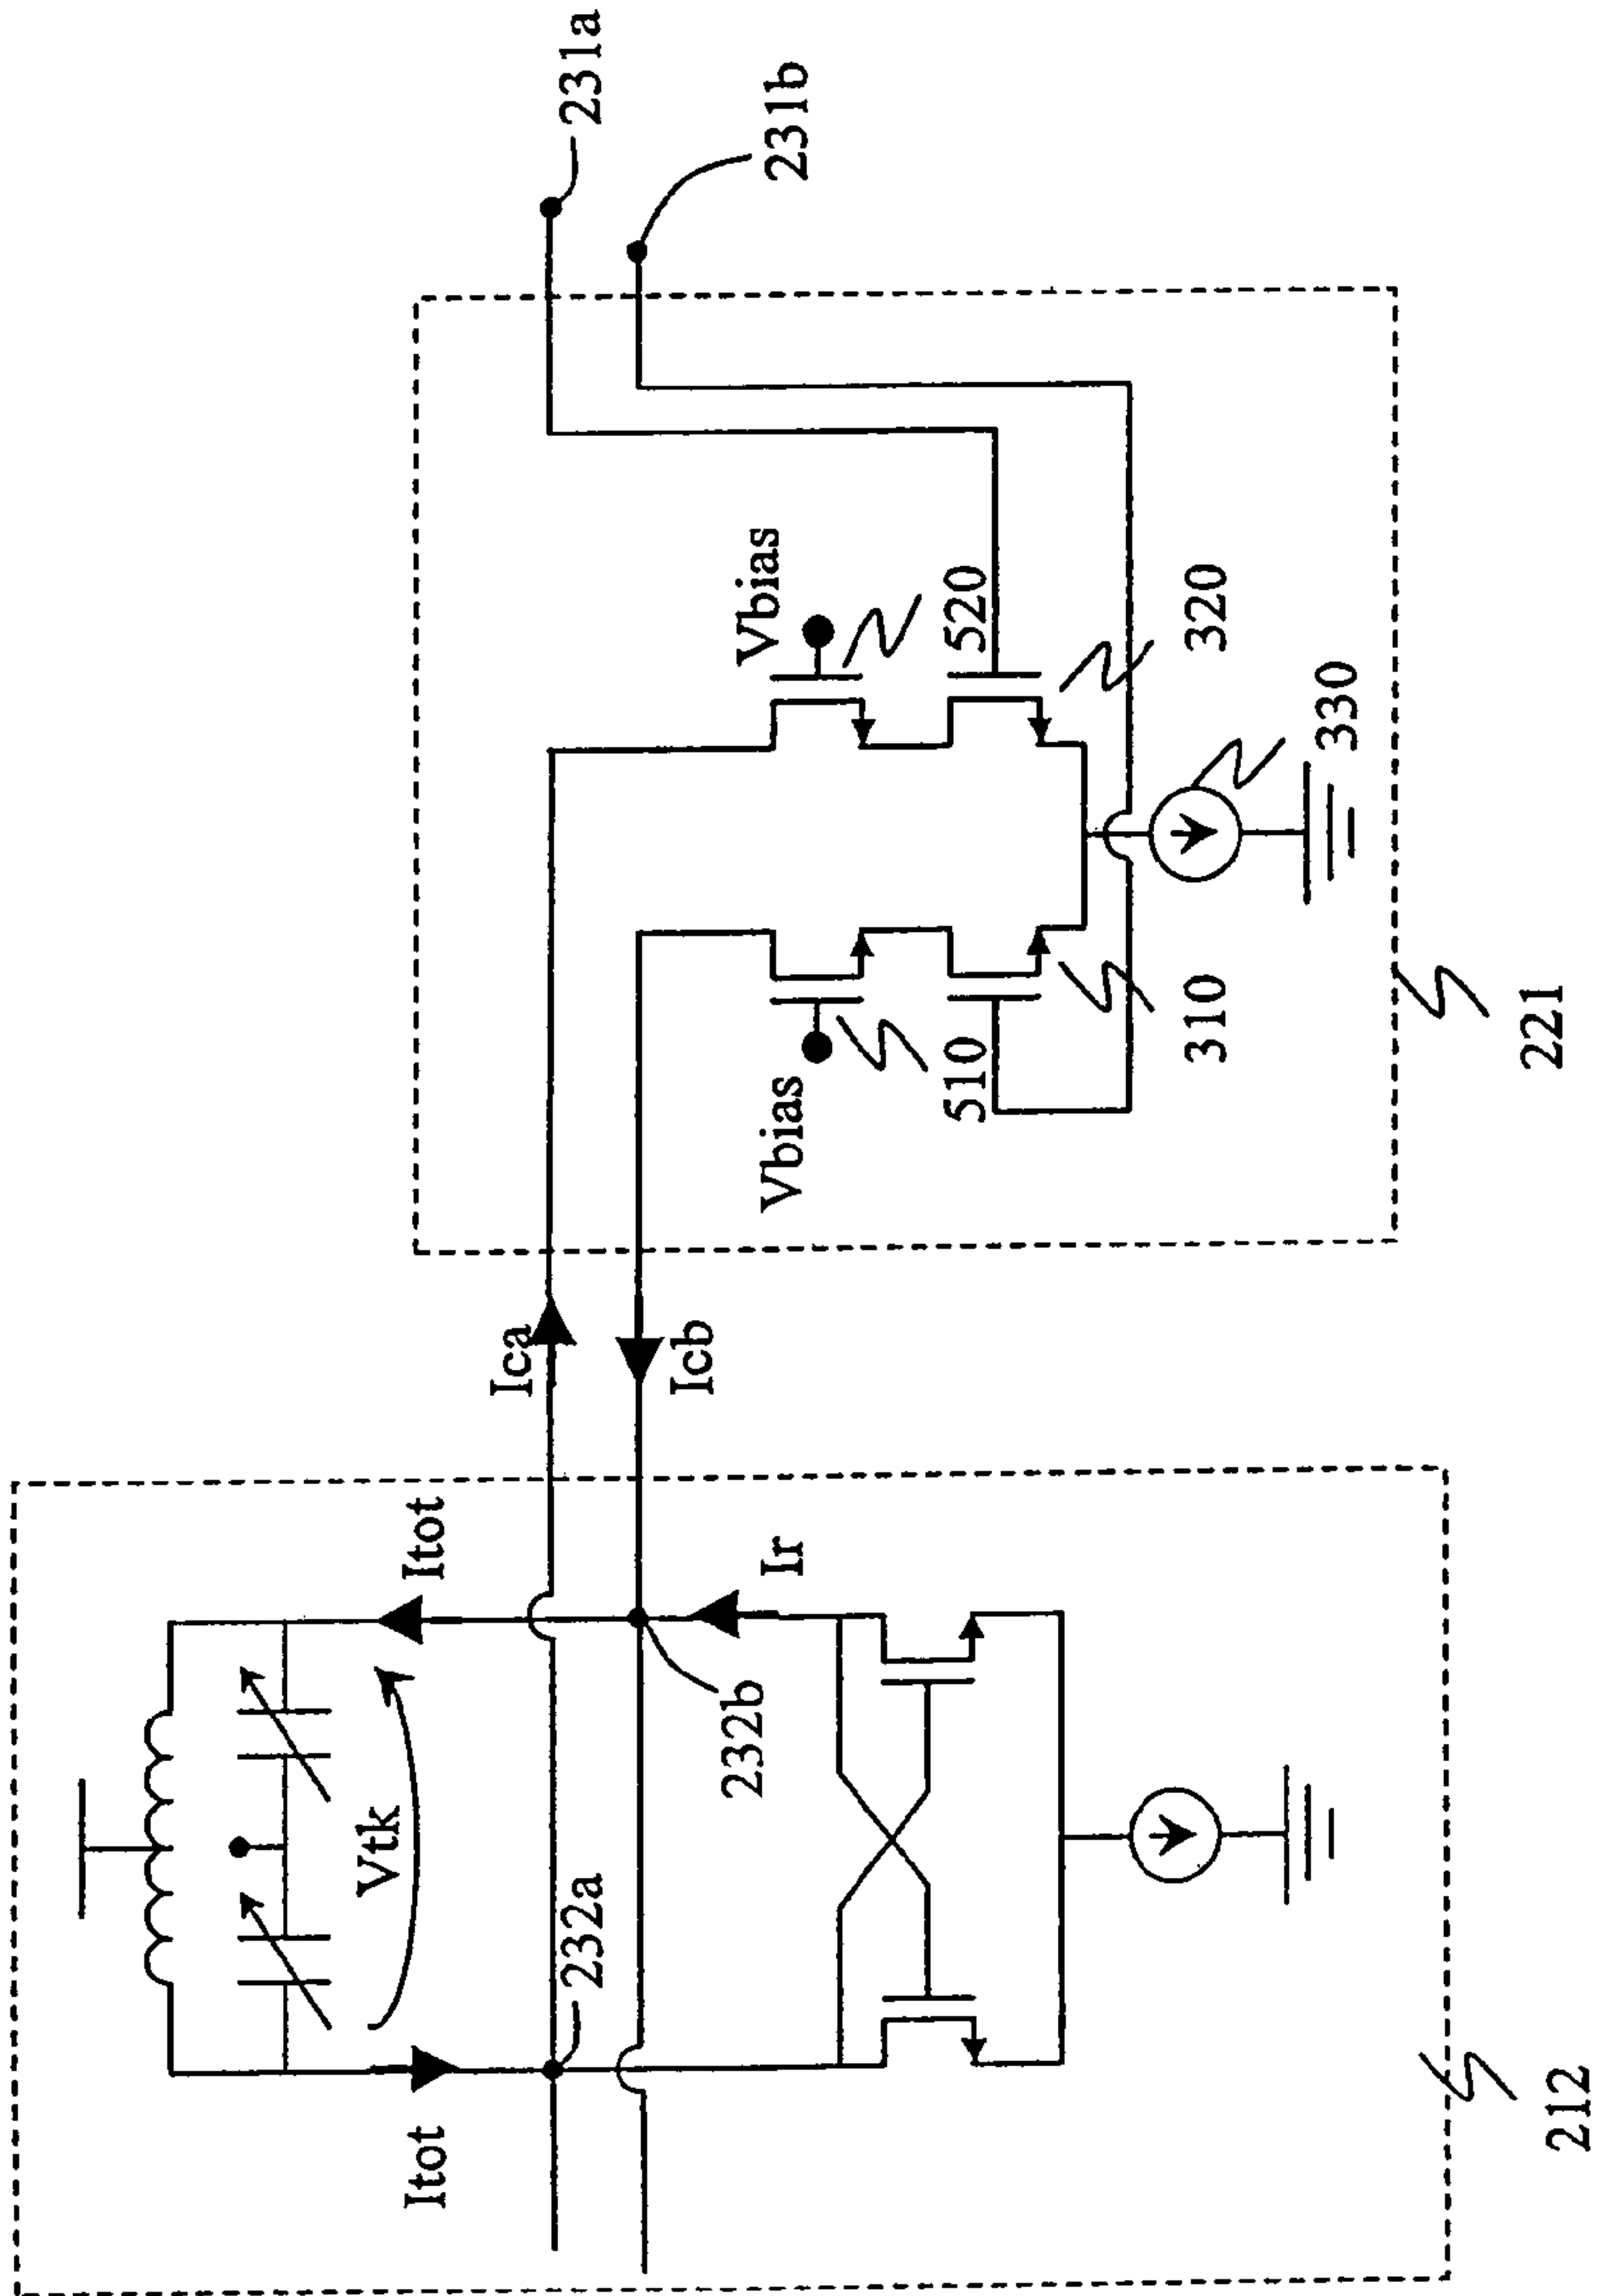 231a
231b
Vbias
520
320
330
Vbias
510
310
221
Ica
Icb
Itot
Ir
Vtk
232b
232a
Itot
212